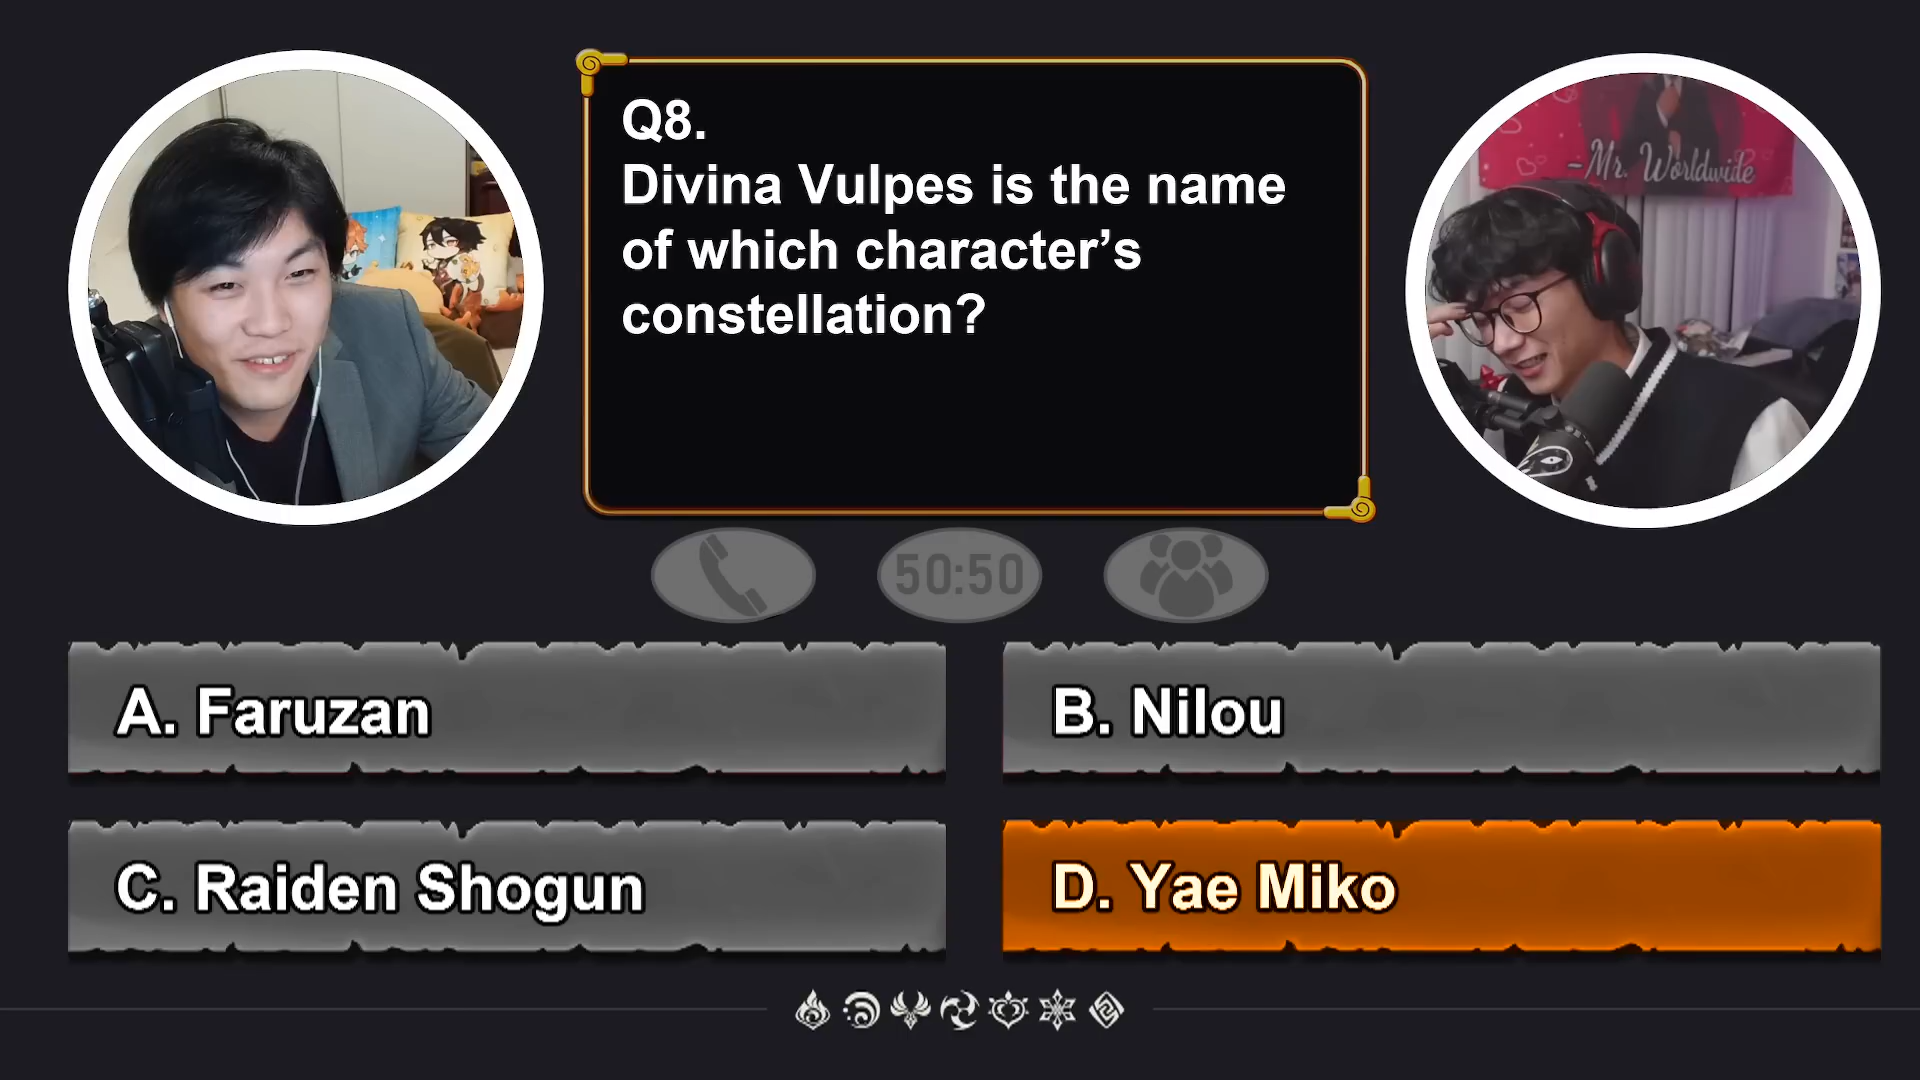 Q8.
Divina Vulpes is the name
of which character’s
constellation?
-Mr. Worldwide
50:50
A. Faruzan
B. Nilou
C. Raiden Shogun
D. Yae Miko